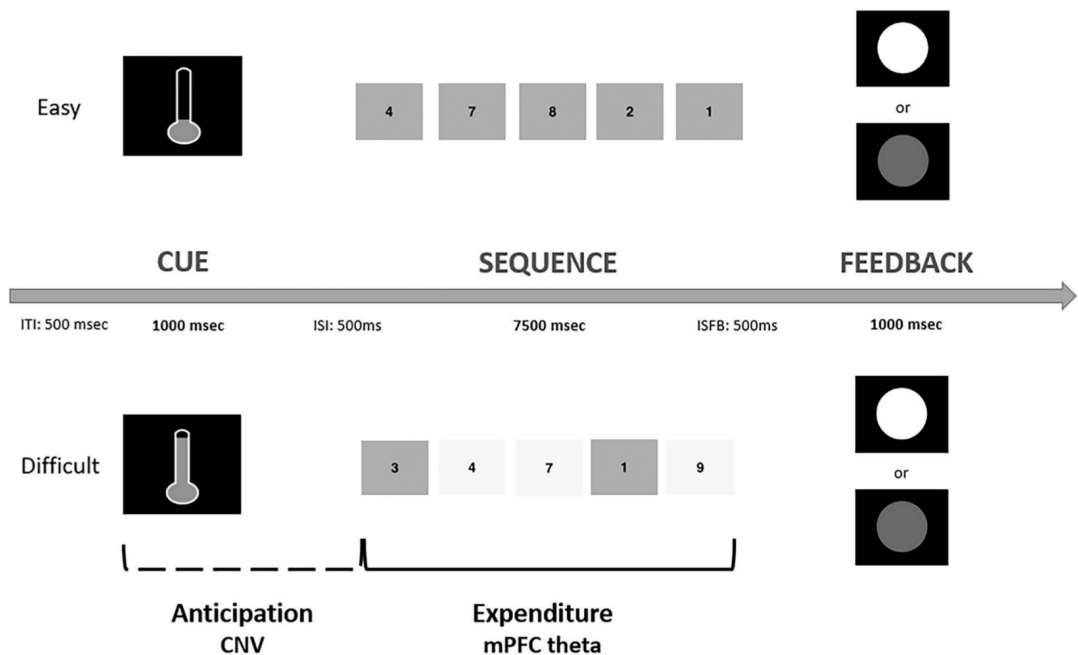 Easy
4 7 8 2 1
or
CUE SEQUENCE FEEDBACK
ITI: 500 msec 1000 msec ISI: 500ms 7500 msec ISFB: 500ms 1000 msec
Difficult
3 4 7 1 9
or
Anticipation Expenditure
CNV mPFC theta